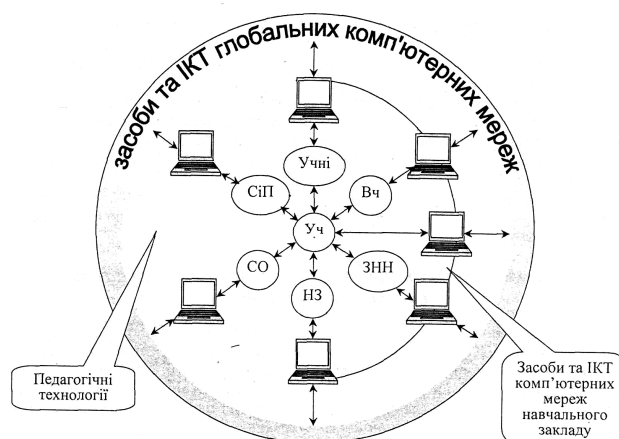 засоби та ІКТ глобальних комп'ютерних мереж
Учні
СіП
Вч
Уч
СО
ЗНН
НЗ
Педагогічні
технології
Засоби та ІКТ
комп'ютерних
мереж
навчального
закладу